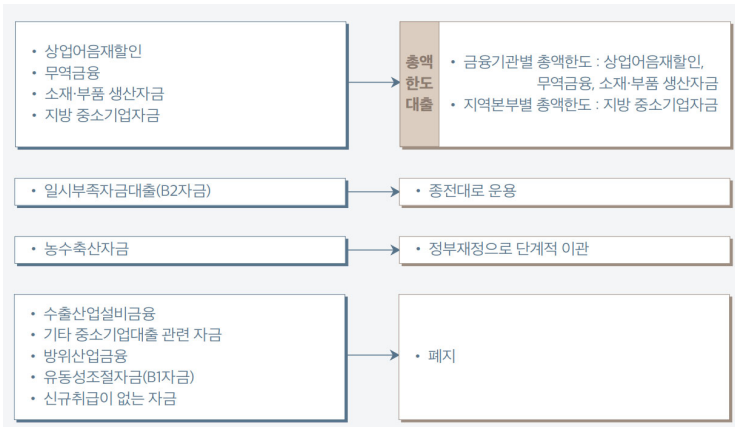 • 상업어음재할인
• 무역금융
• 소재·부품 생산자금
• 지방 중소기업자금
총액
한도
대출
• 금융기관별 총액한도 : 상업어음재할인,
무역금융, 소재·부품 생산자금
• 지역본부별 총액한도 : 지방 중소기업자금
• 일시부족자금대출(B2자금)
• 종전대로 운용
• 농수축산자금
• 정부재정으로 단계적 이관
• 수출산업설비금융
• 기타 중소기업대출 관련 자금
• 방위산업금융
• 유동성조절자금(B1자금)
• 신규취급이 없는 자금
• 폐지